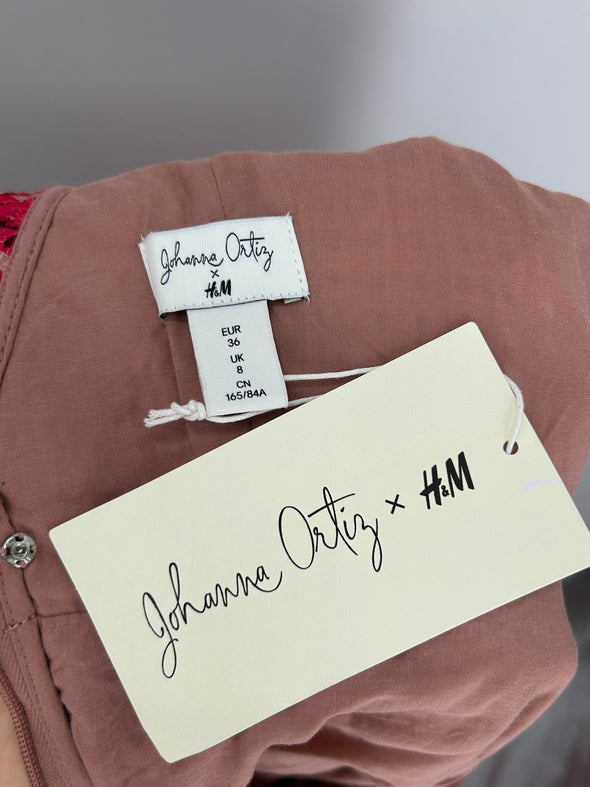 Johanna Ortiz
×
H&M
EUR
36
UK
8
CN
165/84A
Johanna Ortiz × H&M